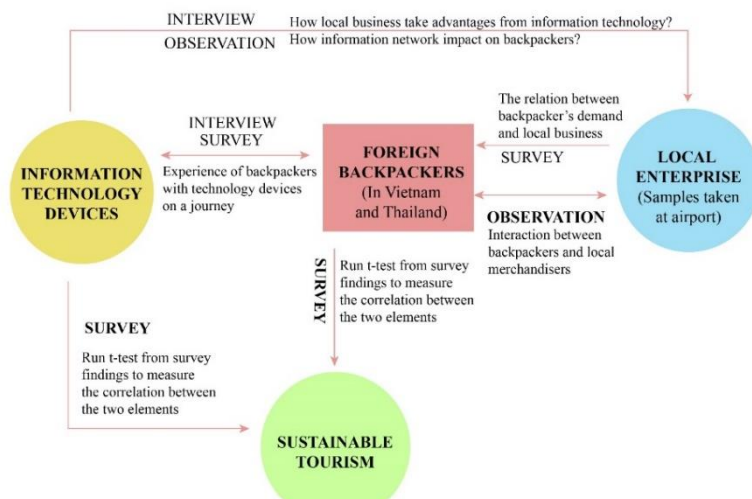 INTERVIEW
How local business take advantages from information technology?
OBSERVATION
How information network impact on backpackers?
INFORMATION
TECHNOLOGY
DEVICES
INTERVIEW
SURVEY
Experience of backpackers
with technology devices
on a journey
FOREIGN
BACKPACKERS
(In Vietnam
and Thailand)
The relation between
backpacker's demand
and local business
SURVEY
OBSERVATION
Interaction between
backpackers and local
merchandisers
LOCAL
ENTERPRISE
(Samples taken
at airport)
SURVEY
Run t-test from survey
findings to measure
the correlation between
the two elements
SURVEY
Run t-test from survey
findings to measure
the correlation between
the two elements
SUSTAINABLE
TOURISM